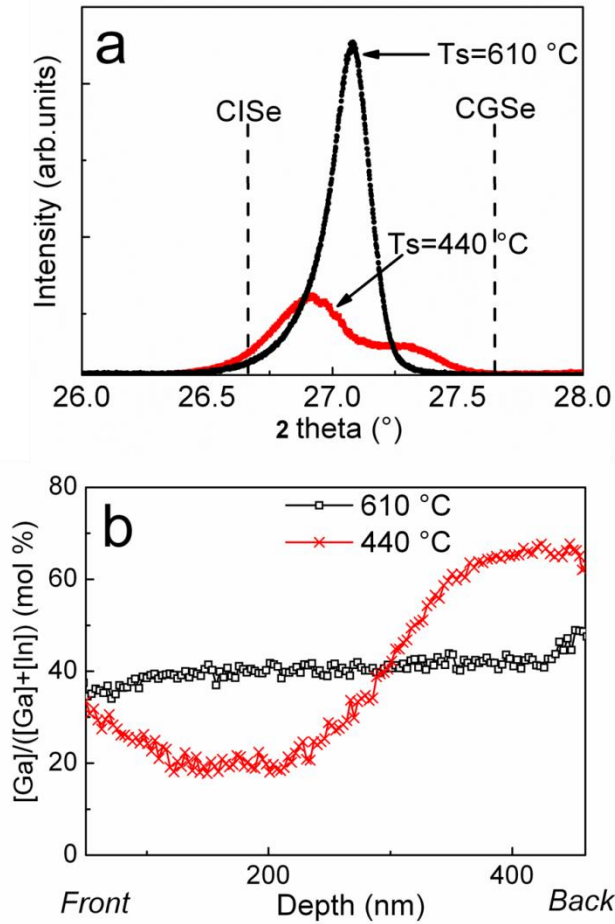 a
Ts=610 °C
CISe
CGSe
Ts=440 °C
Intensity (arb.units)
26.0 26.5 27.0 27.5 28.0
2 theta (°)
b
610 °C
440 °C
80
60
40
20
0
[Ga]/([Ga]+[In]) (mol %)
200 400
Front Depth (nm) Back